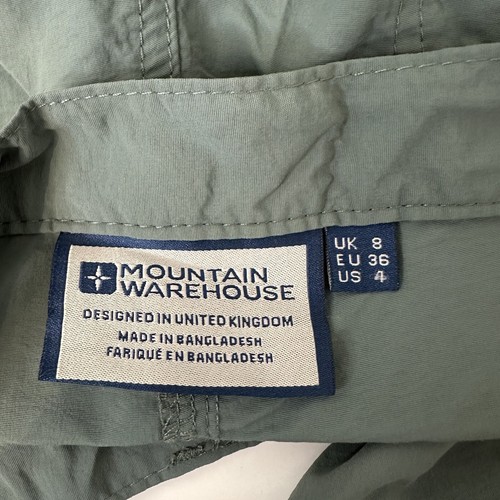 MOUNTAIN
WAREHOUSE
DESIGNED IN UNITED KINGDOM
MADE IN BANGLADESH
FARIQUÉ EN BANGLADESH
UK 8
EU 36
US 4